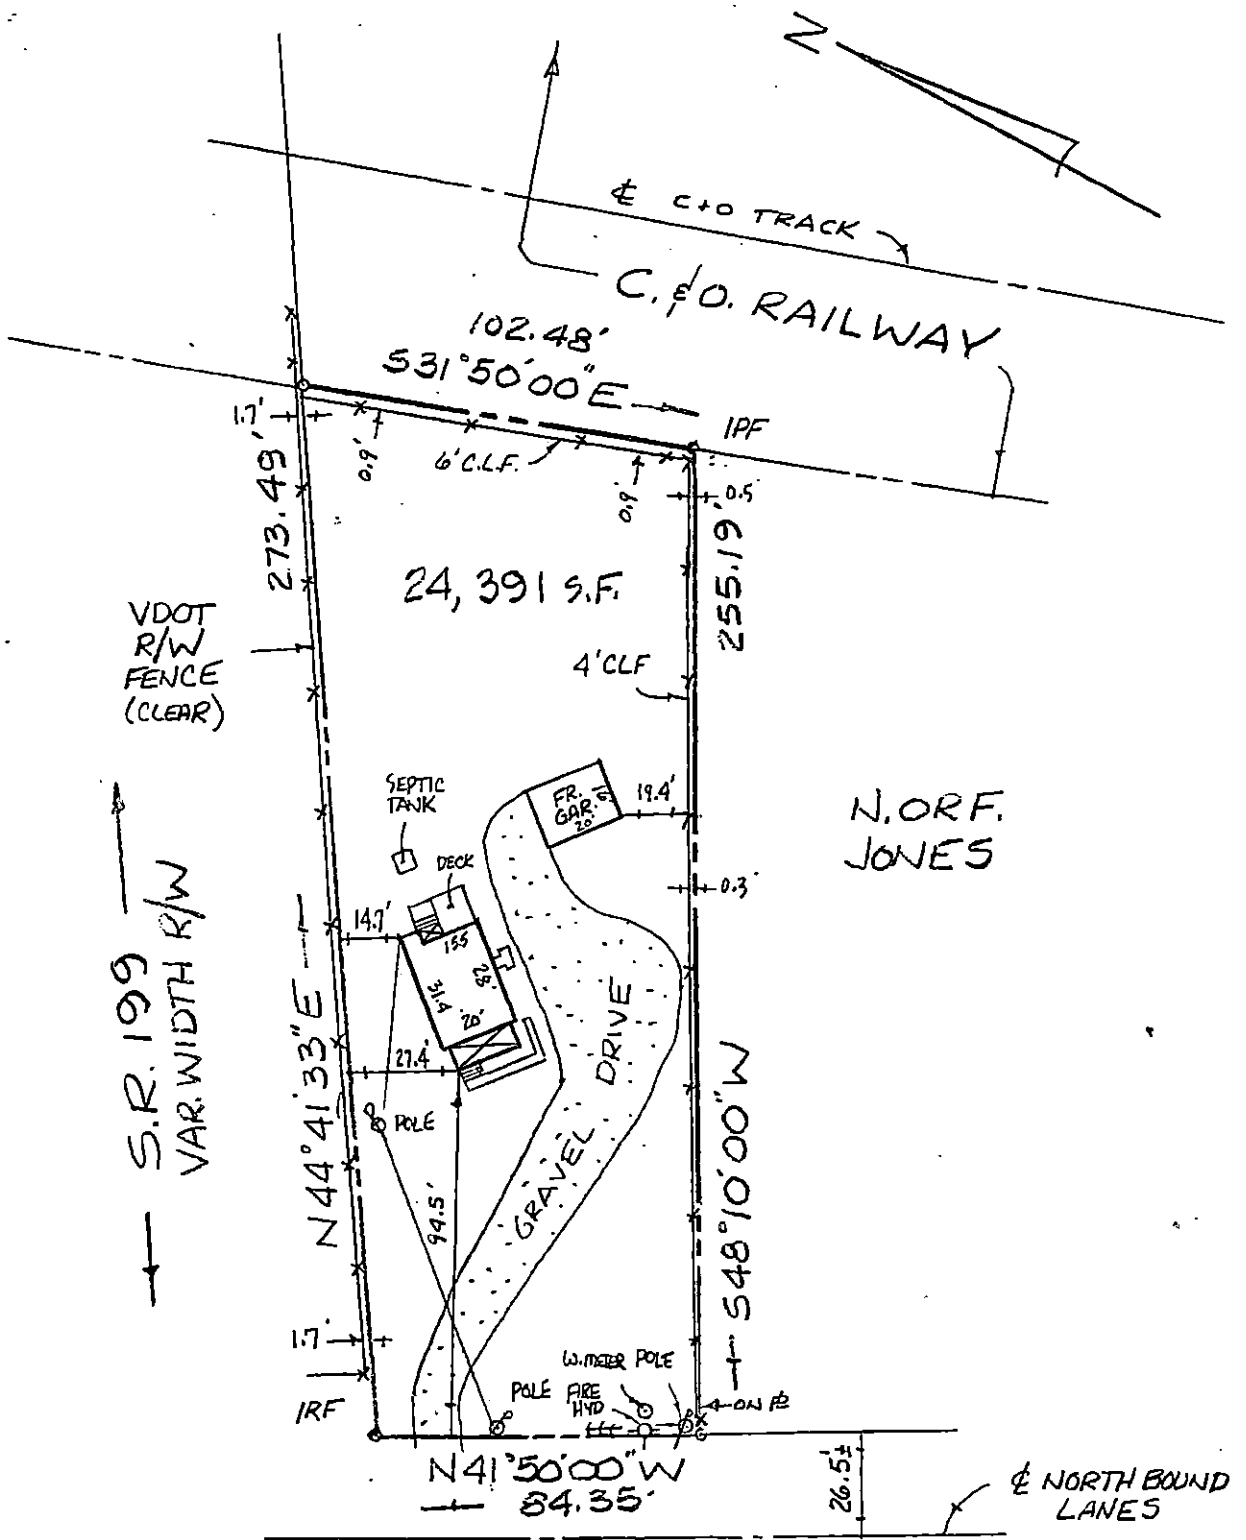 N
℄ C+O TRACK
C. & O. RAILWAY
102.48'
S31°50'00"E
IPF
1.7'
0.9'
6' C.L.F.
0.9'
0.5'
273.49'
255.19'
24,391 S.F.
VDOT
R/W
FENCE
(CLEAR)
4' CLF
SEPTIC
TANK
FR.
GAR.
20'
19.4'
N. OR F.
JONES
DECK
0.3'
14.7'
15.5
28'
31.4
20'
27.4'
S.R. 199
VAR. WIDTH R/W
N44°41'33"E
POLE
GRAVEL DRIVE
94.5'
S48°10'00"W
1.7'
IRF
W. METER
POLE
POLE
FIRE
HYD
ON ⅊
N41°50'00"W
84.35'
26.5'±
℄ NORTH BOUND
LANES